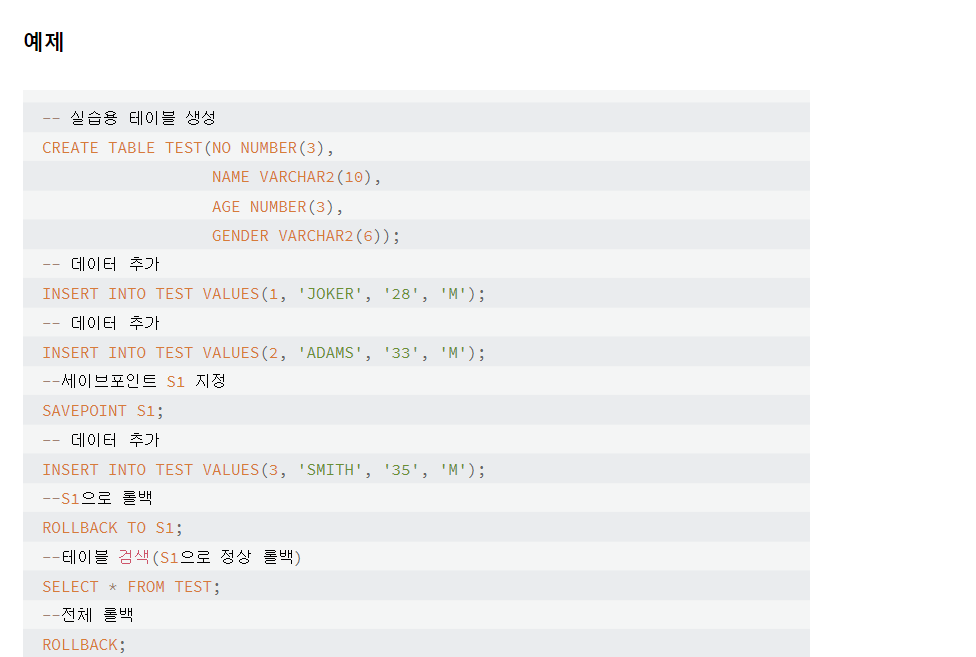 예제
-- 실습용 테이블 생성
CREATE TABLE TEST(NO NUMBER(3),
NAME VARCHAR2(10),
AGE NUMBER(3),
GENDER VARCHAR2(6));
-- 데이터 추가
INSERT INTO TEST VALUES(1, 'JOKER', '28', 'M');
-- 데이터 추가
INSERT INTO TEST VALUES(2, 'ADAMS', '33', 'M');
--세이브포인트 S1 지정
SAVEPOINT S1;
-- 데이터 추가
INSERT INTO TEST VALUES(3, 'SMITH', '35', 'M');
--S1으로 롤백
ROLLBACK TO S1;
--테이블 검색(S1으로 정상 롤백)
SELECT * FROM TEST;
--전체 롤백
ROLLBACK;